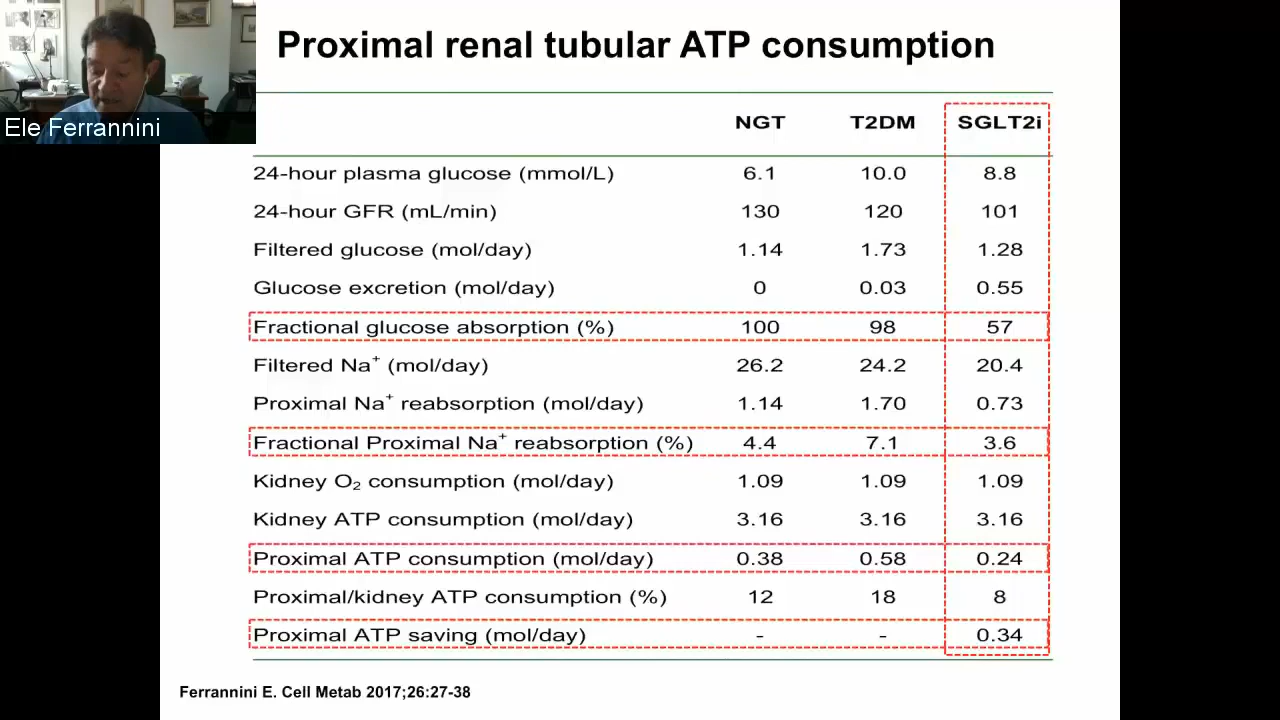 Proximal renal tubular ATP consumption
Ele Ferrannini
NGT T2DM SGLT2i
24-hour plasma glucose (mmol/L) 6.1 10.0 8.8
24-hour GFR (mL/min) 130 120 101
Filtered glucose (mol/day) 1.14 1.73 1.28
Glucose excretion (mol/day) 0 0.03 0.55
Fractional glucose absorption (%) 100 98 57
Filtered Na⁺ (mol/day) 26.2 24.2 20.4
Proximal Na⁺ reabsorption (mol/day) 1.14 1.70 0.73
Fractional Proximal Na⁺ reabsorption (%) 4.4 7.1 3.6
Kidney O₂ consumption (mol/day) 1.09 1.09 1.09
Kidney ATP consumption (mol/day) 3.16 3.16 3.16
Proximal ATP consumption (mol/day) 0.38 0.58 0.24
Proximal/kidney ATP consumption (%) 12 18 8
Proximal ATP saving (mol/day) - - 0.34
Ferrannini E. Cell Metab 2017;26:27-38